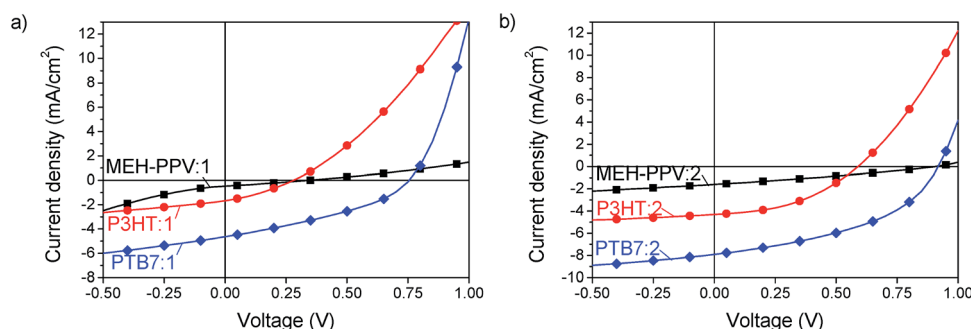 a)
Current density (mA/cm²)
12
10
8
6
4
2
0
-2
-4
-6
-8
MEH-PPV:1
P3HT:1
PTB7:1
-0.50 -0.25 0.00 0.25 0.50 0.75 1.00
Voltage (V)
b)
Current density (mA/cm²)
12
10
8
6
4
2
0
-2
-4
-6
-8
-10
MEH-PPV:2
P3HT:2
PTB7:2
-0.50 -0.25 0.00 0.25 0.50 0.75 1.00
Voltage (V)